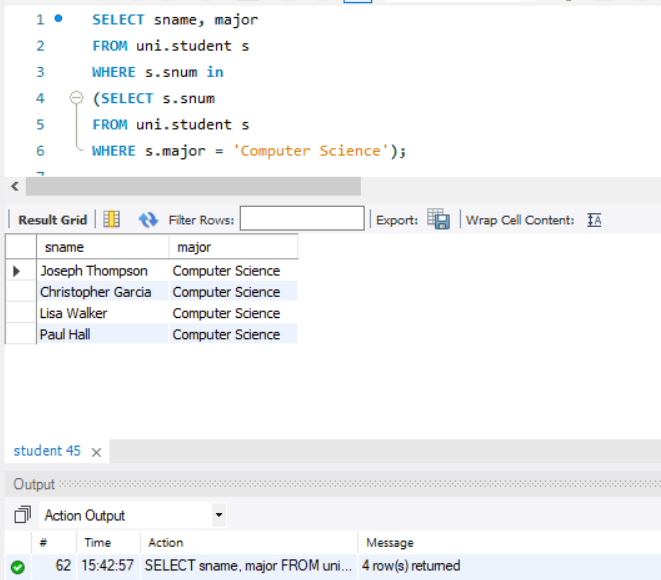 1 SELECT sname, major
2 FROM uni.student s
3 WHERE s.snum in
4 (SELECT s.snum
5 FROM uni.student s
6 WHERE s.major = 'Computer Science');
Result Grid Filter Rows: Export: Wrap Cell Content: IA
sname major
Joseph Thompson Computer Science
Christopher Garcia Computer Science
Lisa Walker Computer Science
Paul Hall Computer Science
student 45 ×
Output
Action Output
# Time Action Message
62 15:42:57 SELECT sname, major FROM uni... 4 row(s) returned